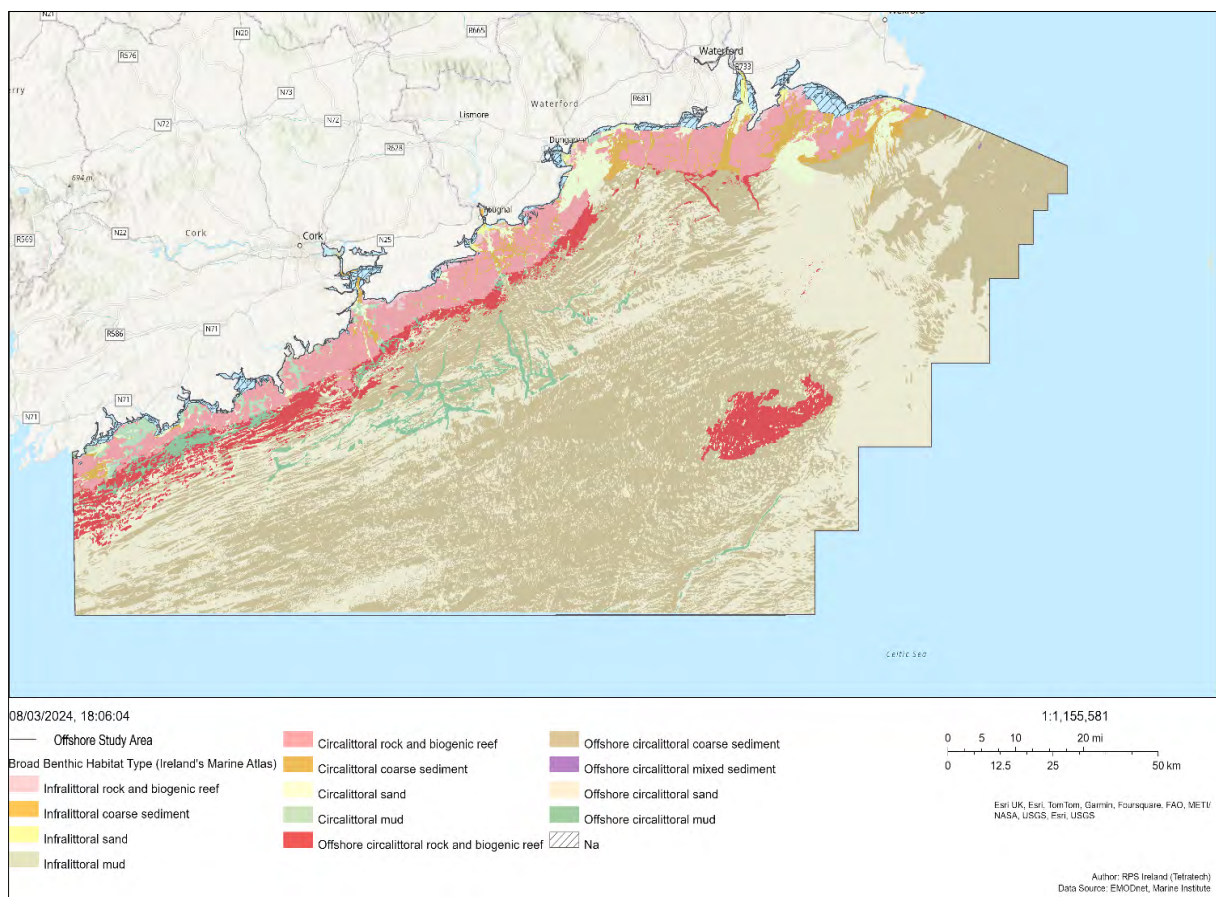 N21
N20
R665
Waterford
R733
R576
erry
N73
R681
N72
N72
Lismore
Waterford
R678
Dungarvan
694 m
Youghal
R569
N22
Cork
Cork
N25
N71
R586
N71
N71
Celtic Sea
08/03/2024, 18:06:04
1:1,155,581
Offshore Study Area
Broad Benthic Habitat Type (Ireland's Marine Atlas)
Infralittoral rock and biogenic reef
Infralittoral coarse sediment
Infralittoral sand
Infralittoral mud
Circalittoral rock and biogenic reef
Circalittoral coarse sediment
Circalittoral sand
Circalittoral mud
Offshore circalittoral rock and biogenic reef
Offshore circalittoral coarse sediment
Offshore circalittoral mixed sediment
Offshore circalittoral sand
Offshore circalittoral mud
Na
0 5 10 20 mi
0 12.5 25 50 km
Esri UK, Esri, TomTom, Garmin, Foursquare, FAO, METI/
NASA, USGS, Esri, USGS
Author: RPS Ireland (Tetratech)
Data Source: EMODnet, Marine Institute